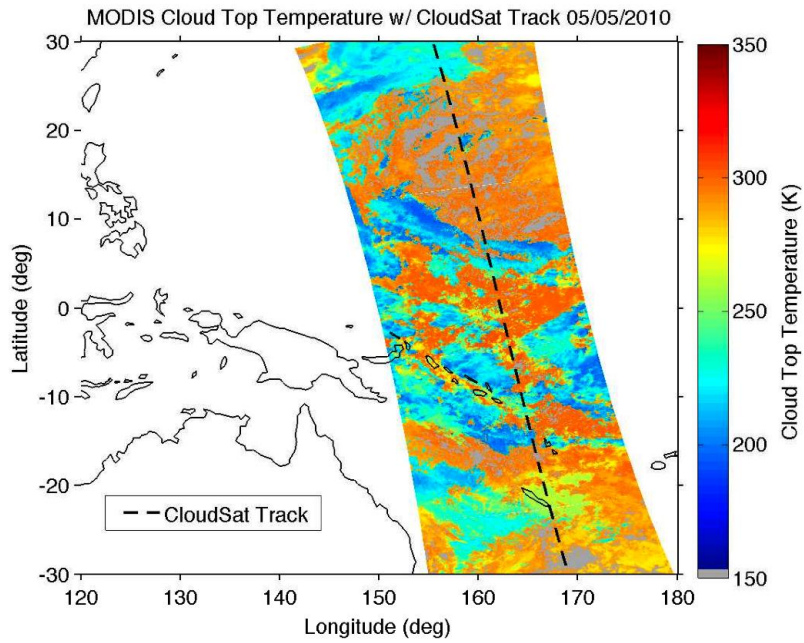 MODIS Cloud Top Temperature w/ CloudSat Track 05/05/2010
30
20
10
0
-10
-20
-30
Latitude (deg)
CloudSat Track
120 130 140 150 160 170 180
Longitude (deg)
350
300
250
200
150
Cloud Top Temperature (K)